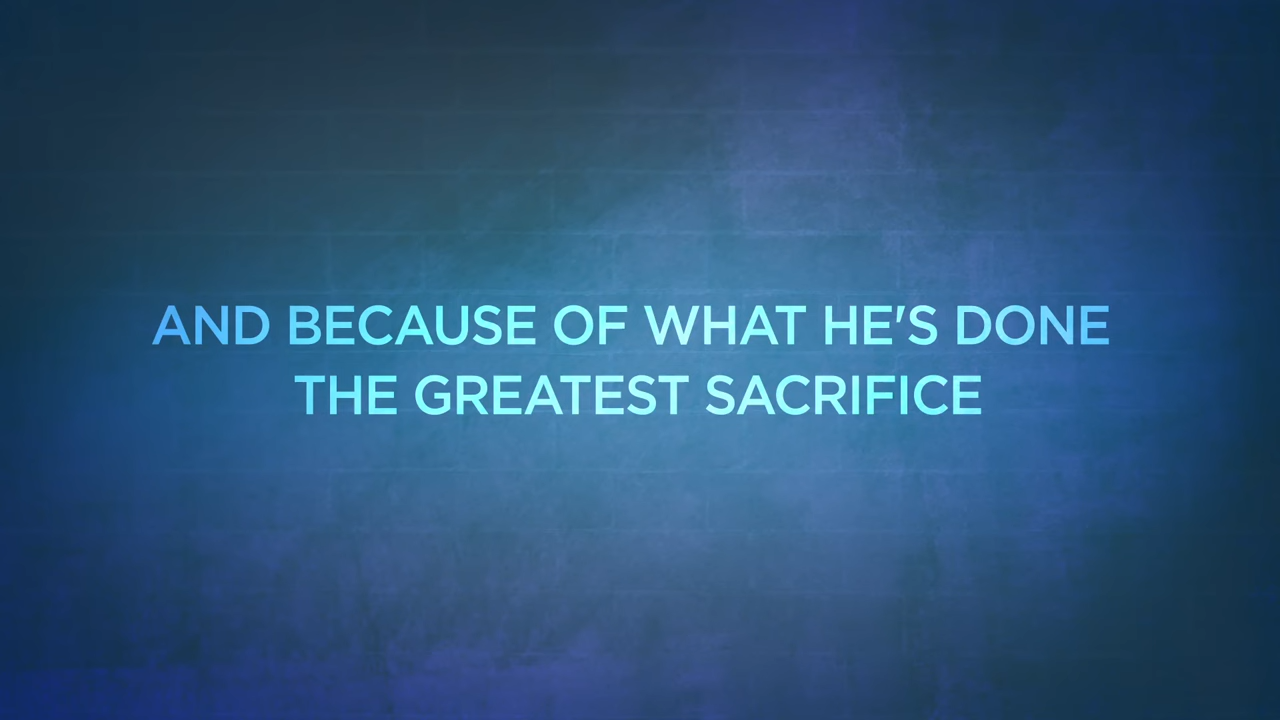 AND BECAUSE OF WHAT HE'S DONE
THE GREATEST SACRIFICE